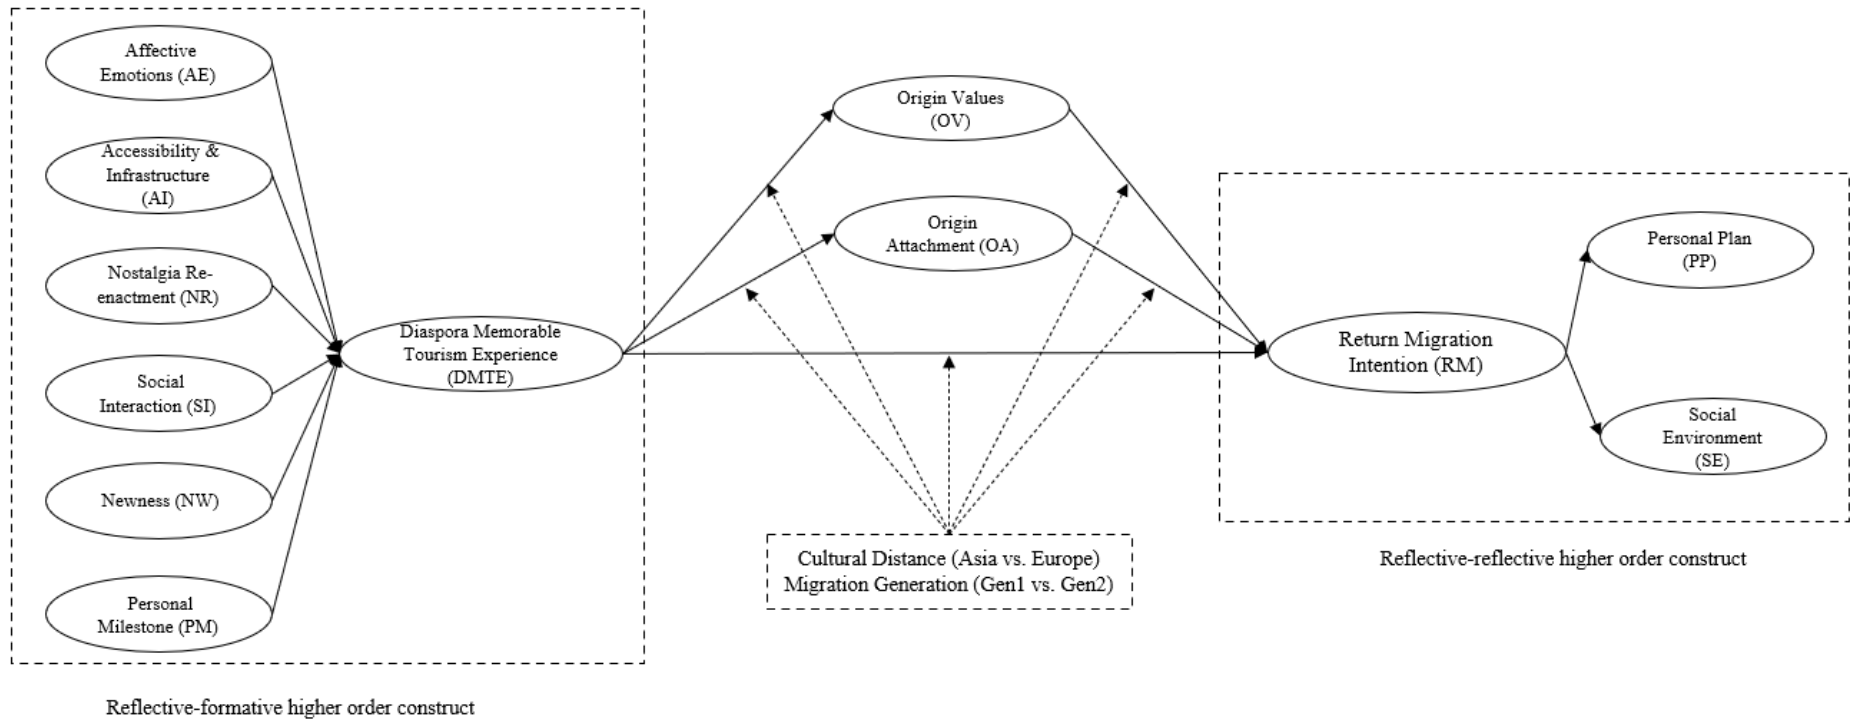 Affective
Emotions (AE)
Accessibility &
Infrastructure
(AI)
Nostalgia Re-
enactment (NR)
Social
Interaction (SI)
Newness (NW)
Personal
Milestone (PM)
Diaspora Memorable
Tourism Experience
(DMTE)
Reflective-formative higher order construct
Origin Values
(OV)
Origin
Attachment (OA)
Cultural Distance (Asia vs. Europe)
Migration Generation (Gen1 vs. Gen2)
Return Migration
Intention (RM)
Personal Plan
(PP)
Social
Environment
(SE)
Reflective-reflective higher order construct